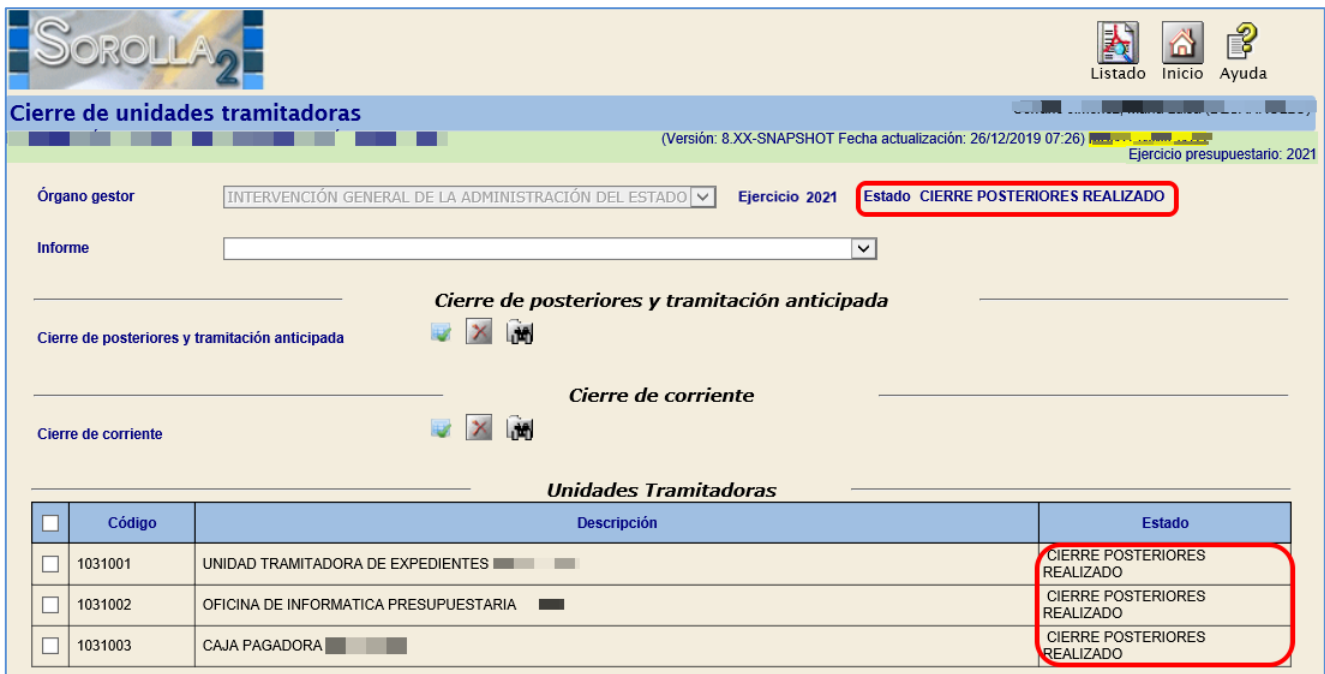 SOROLLA2
Listado Inicio Ayuda
Cierre de unidades tramitadoras
(Versión: 8.XX-SNAPSHOT Fecha actualización: 26/12/2019 07:26)
Ejercicio presupuestario: 2021
Órgano gestor INTERVENCIÓN GENERAL DE LA ADMINISTRACIÓN DEL ESTADO Ejercicio 2021 Estado CIERRE POSTERIORES REALIZADO
Informe
Cierre de posteriores y tramitación anticipada
Cierre de posteriores y tramitación anticipada
Cierre de corriente
Cierre de corriente
Unidades Tramitadoras
Código Descripción Estado
1031001 UNIDAD TRAMITADORA DE EXPEDIENTES CIERRE POSTERIORES
REALIZADO
1031002 OFICINA DE INFORMATICA PRESUPUESTARIA CIERRE POSTERIORES
REALIZADO
1031003 CAJA PAGADORA CIERRE POSTERIORES
REALIZADO